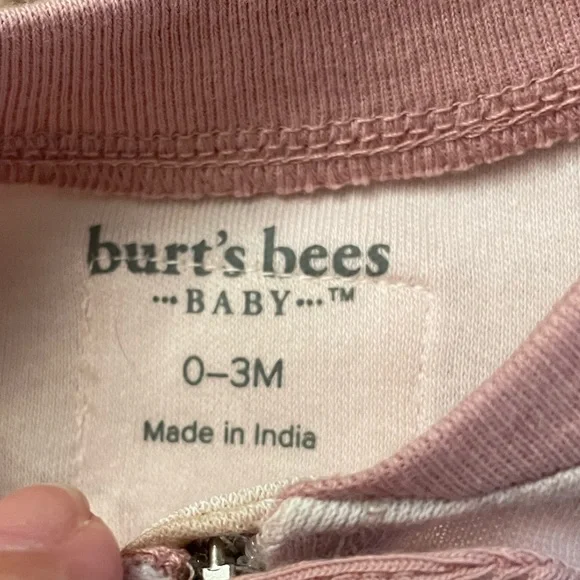 burt's bees
•••BABY•••™
0–3M
Made in India